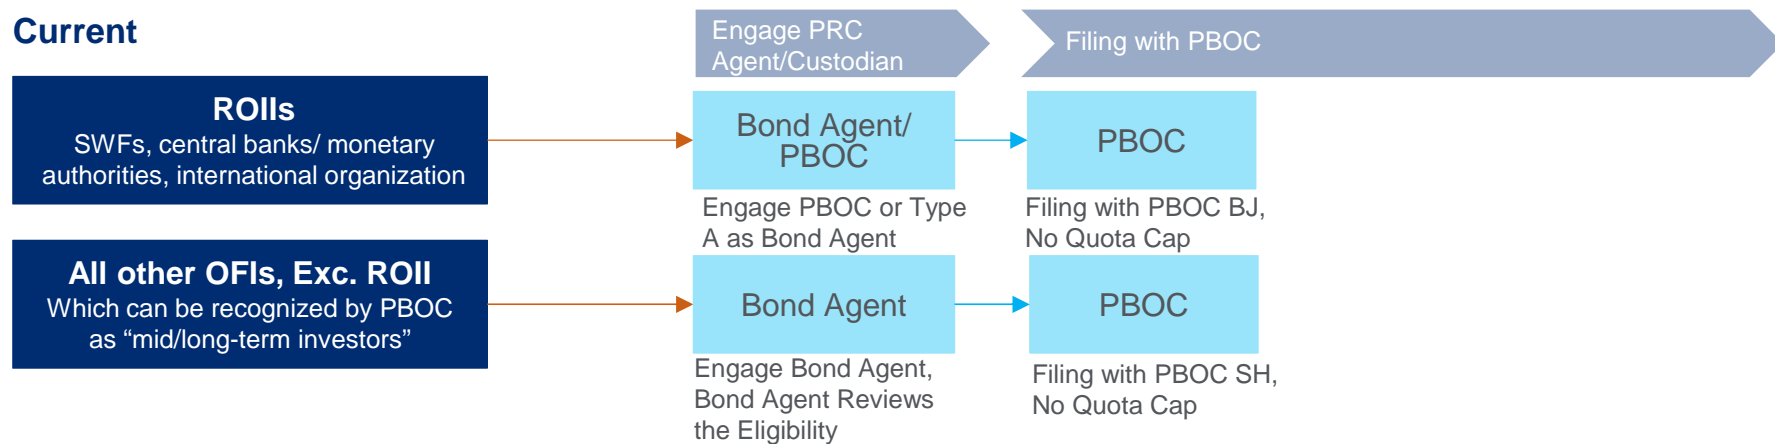 Current
Engage PRC
Agent/Custodian
Filing with PBOC
ROIIs
SWFs, central banks/ monetary
authorities, international organization
Bond Agent/
PBOC
PBOC
Engage PBOC or Type
A as Bond Agent
Filing with PBOC BJ,
No Quota Cap
All other OFIs, Exc. ROII
Which can be recognized by PBOC
as “mid/long-term investors”
Bond Agent
PBOC
Engage Bond Agent,
Bond Agent Reviews
the Eligibility
Filing with PBOC SH,
No Quota Cap